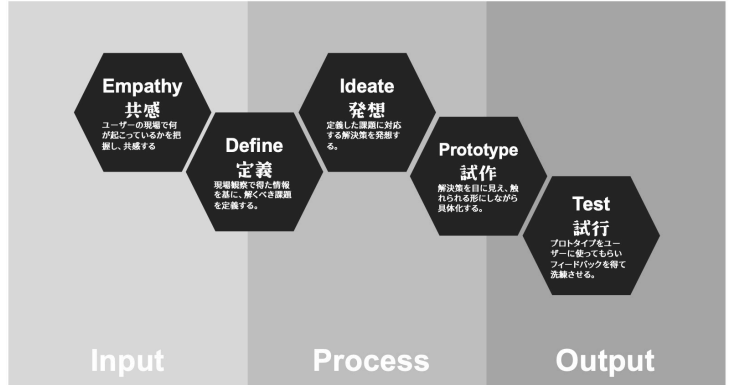 Empathy
共感
ユーザーの現場で何
が起こっているかを把
握し、共感する
Define
定義
現場観察で得た情報
を基に、解くべき課題
を定義する。
Ideate
発想
定義した課題に対応
する解決策を発想す
る。
Prototype
試作
解決策を目に見え、触
れられる形にしながら
具体化する。
Test
試行
プロトタイプをユー
ザーに使ってもらい
フィードバックを得て
洗練させる。
Input
Process
Output